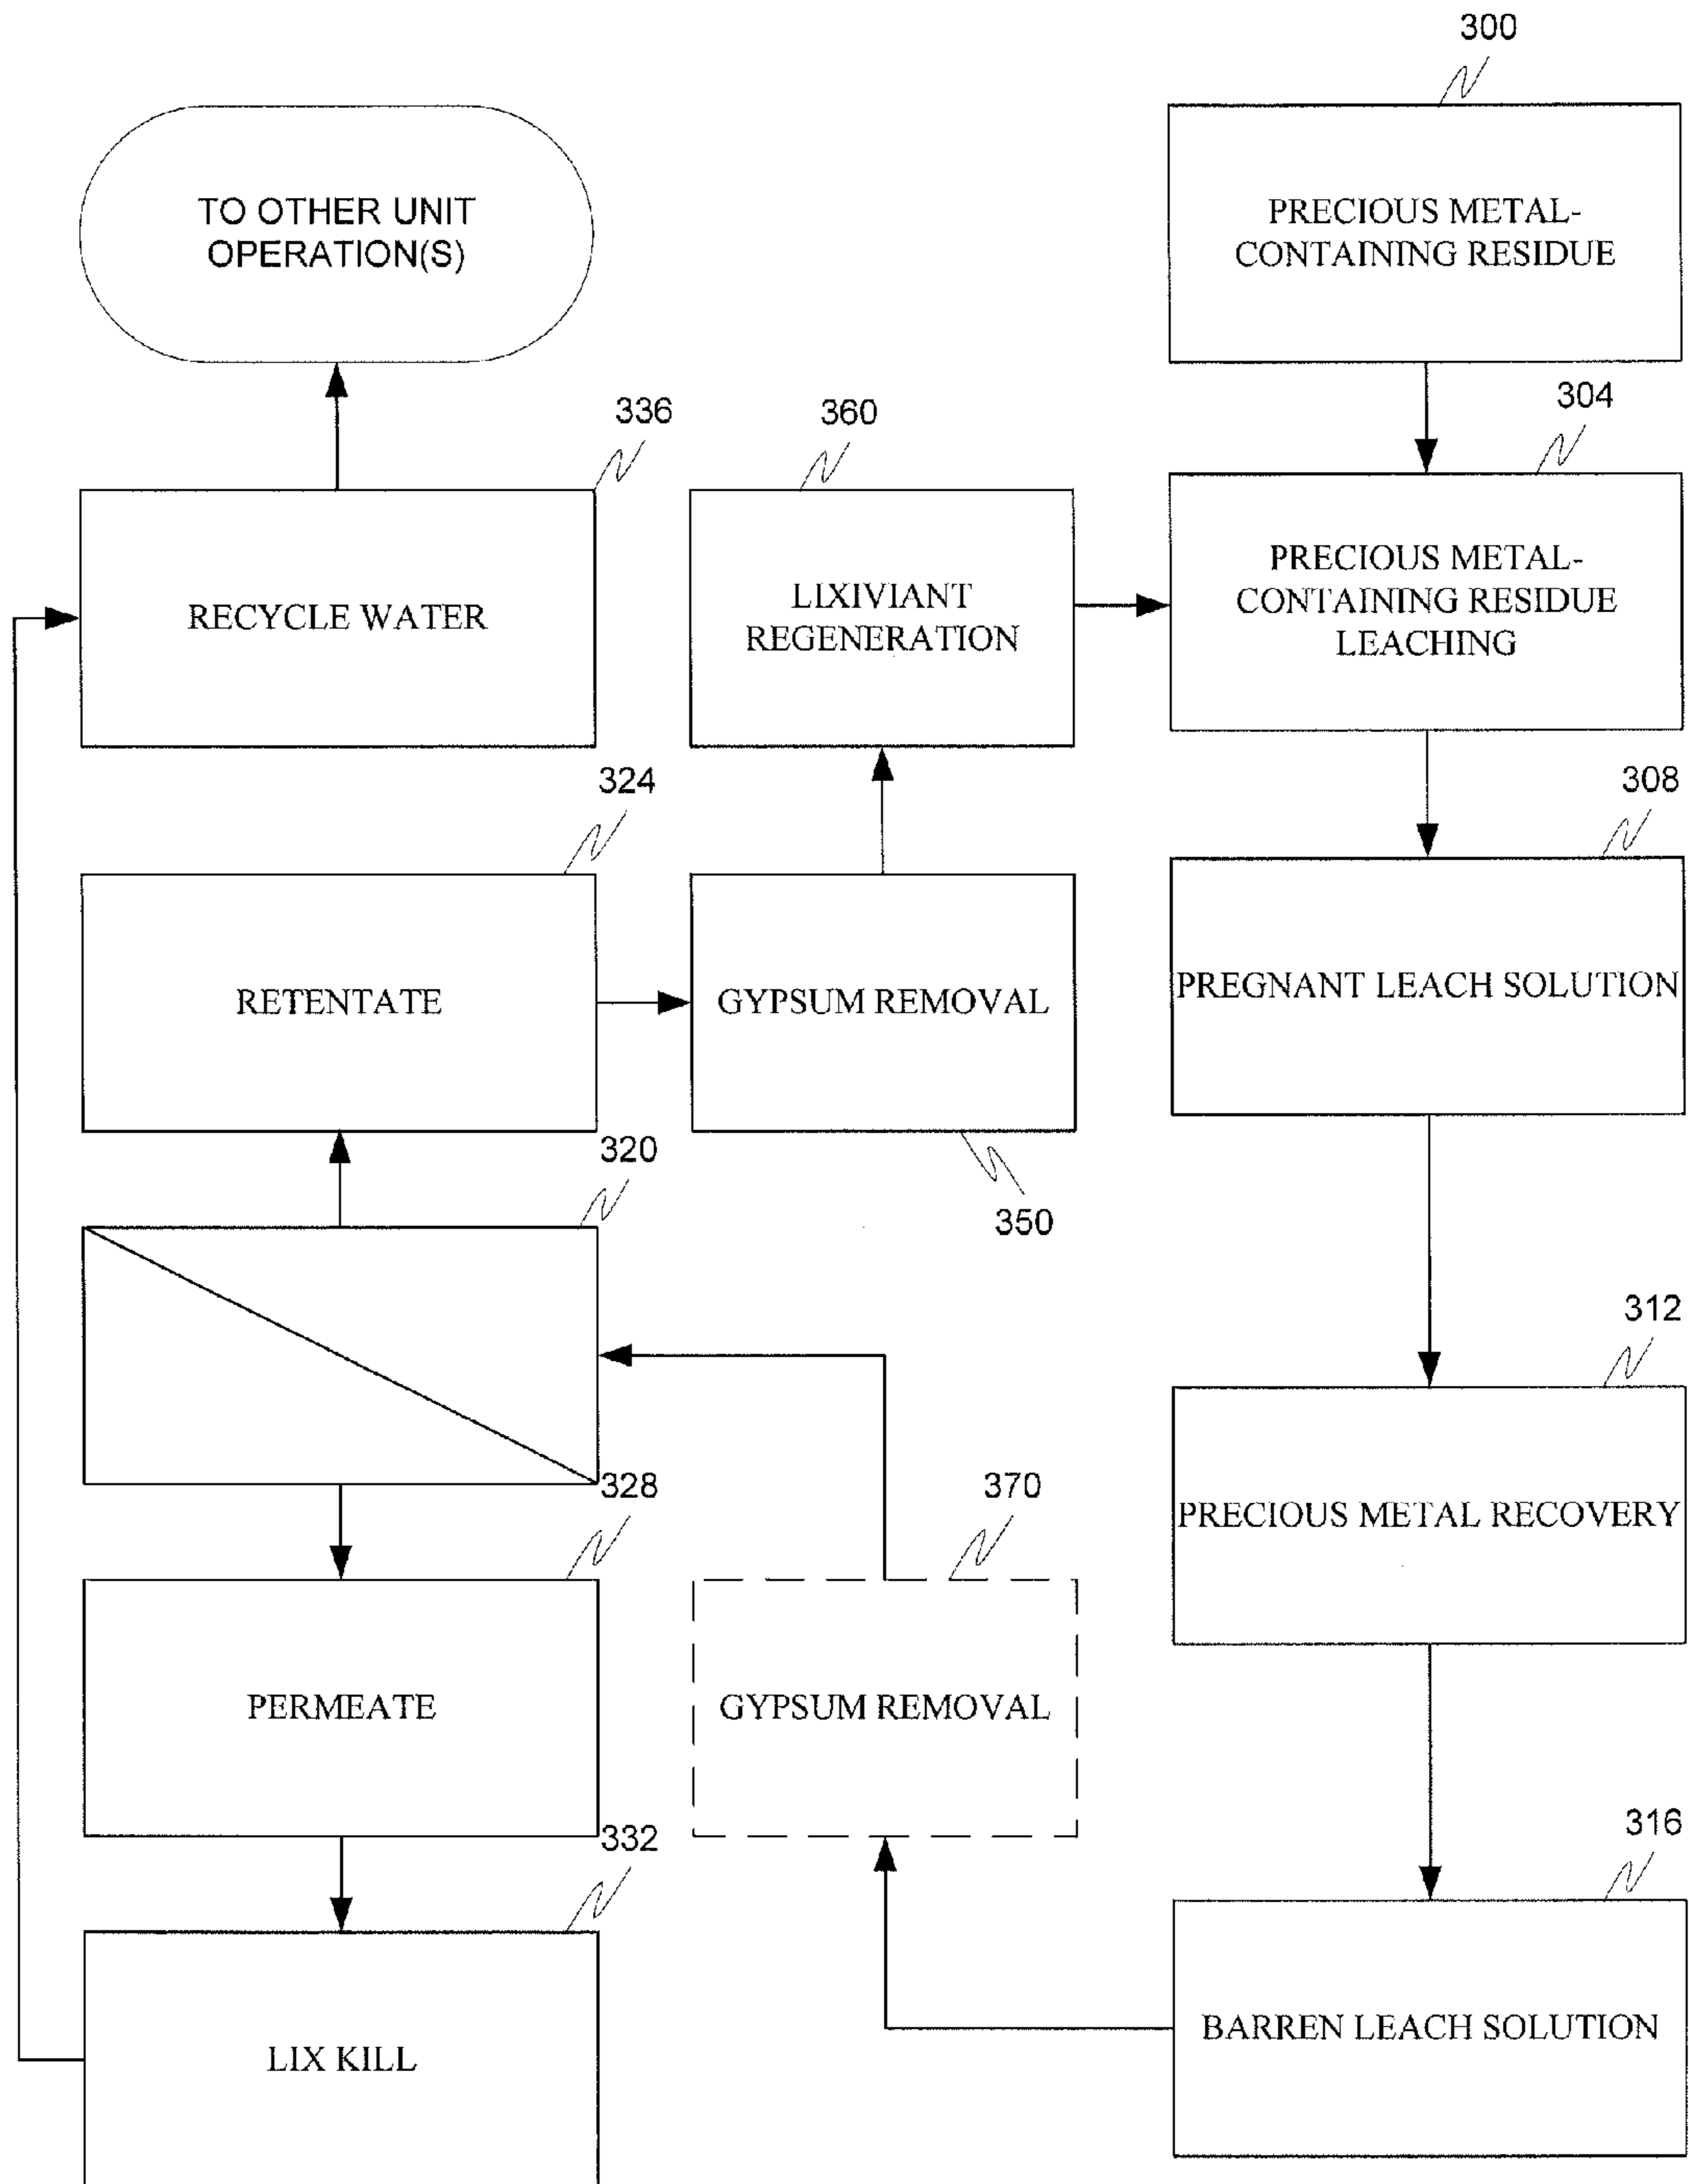 300
TO OTHER UNIT
OPERATION(S)
PRECIOUS METAL-
CONTAINING RESIDUE
336
360
304
RECYCLE WATER
LIXIVIANT
REGENERATION
PRECIOUS METAL-
CONTAINING RESIDUE
LEACHING
324
308
RETENTATE
GYPSUM REMOVAL
PREGNANT LEACH SOLUTION
320
350
312
328
370
PRECIOUS METAL RECOVERY
PERMEATE
GYPSUM REMOVAL
332
316
LIX KILL
BARREN LEACH SOLUTION